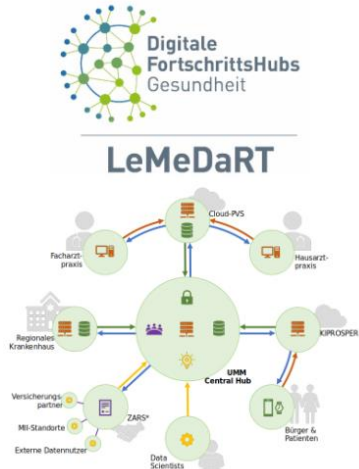 Digitale
FortschrittsHubs
Gesundheit
LeMeDaRT
Cloud-PVS
Facharzt-
praxis
Hausarzt-
praxis
Regionales
Krankenhaus
KIPROSPER
UMM
Central Hub
Versicherungs
partner
MII-Standorte
Externe Datennutzer
ZARS*
Data
Scientists
Bürger &
Patienten